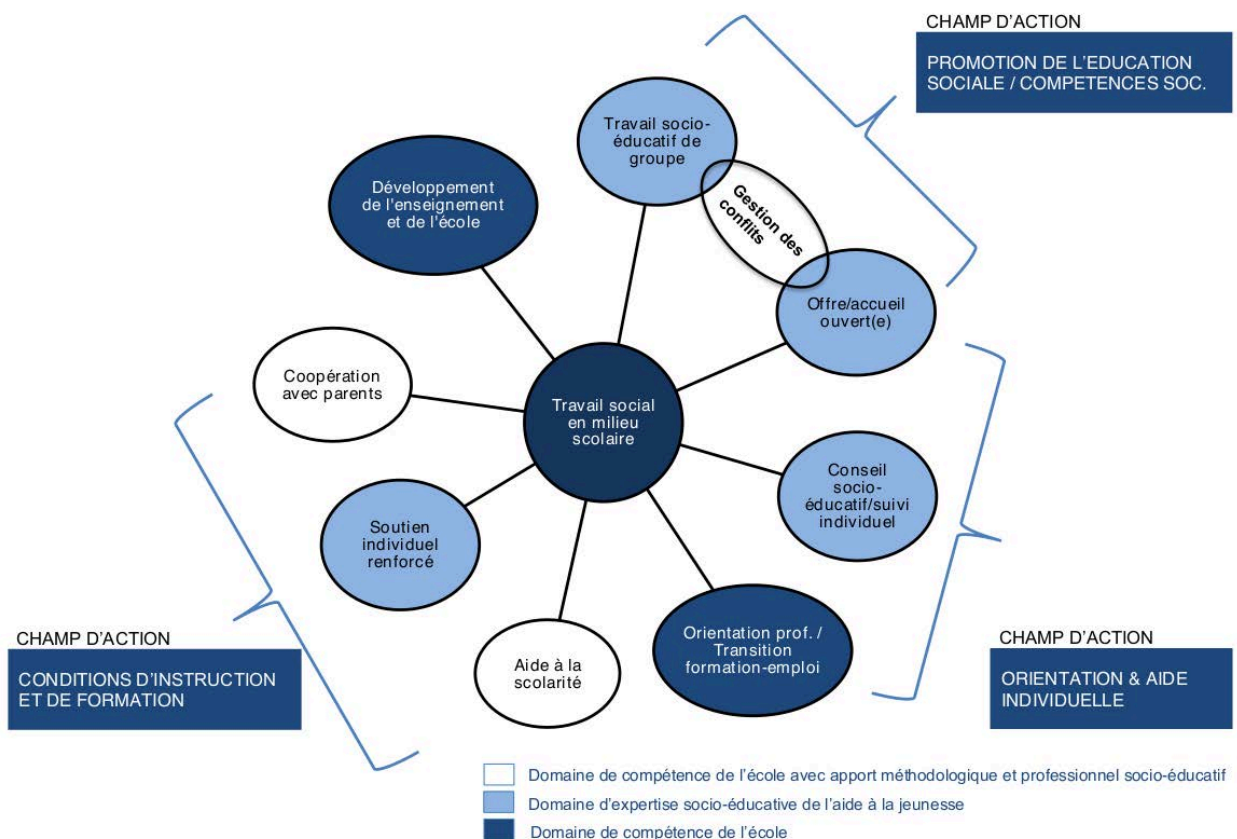 CHAMP D'ACTION
PROMOTION DE L'EDUCATION
SOCIALE / COMPETENCES SOC.
Travail socio-
éducatif de
groupe
Gestion des
conflits
Développement
de l'enseignement
et de l'école
Offre/accueil
ouvert(e)
Coopération
avec parents
Travail social
en milieu
scolaire
Conseil
socio-
éducatif/suivi
individuel
Soutien
individuel
renforcé
Orientation prof. /
Transition
formation-emploi
Aide à la
scolarité
CHAMP D'ACTION
CONDITIONS D'INSTRUCTION
ET DE FORMATION
CHAMP D'ACTION
ORIENTATION & AIDE
INDIVIDUELLE
Domaine de compétence de l'école avec apport méthodologique et professionnel socio-éducatif
Domaine d'expertise socio-éducative de l'aide à la jeunesse
Domaine de compétence de l'école